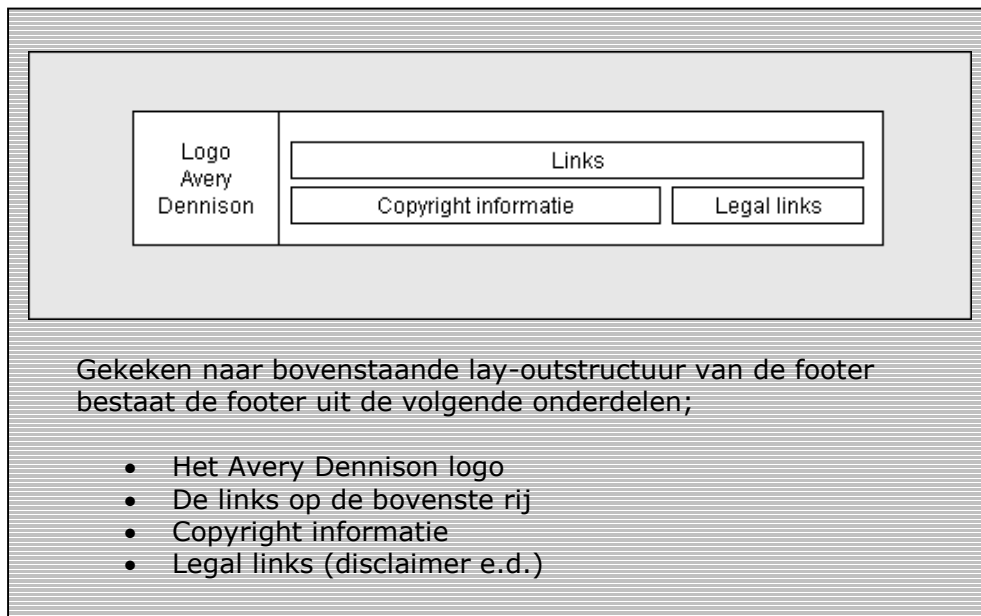 Logo
Avery
Dennison
Links
Copyright informatie
Legal links
Gekeken naar bovenstaande lay-outstructuur van de footer
bestaat de footer uit de volgende onderdelen;
• Het Avery Dennison logo
• De links op de bovenste rij
• Copyright informatie
• Legal links (disclaimer e.d.)